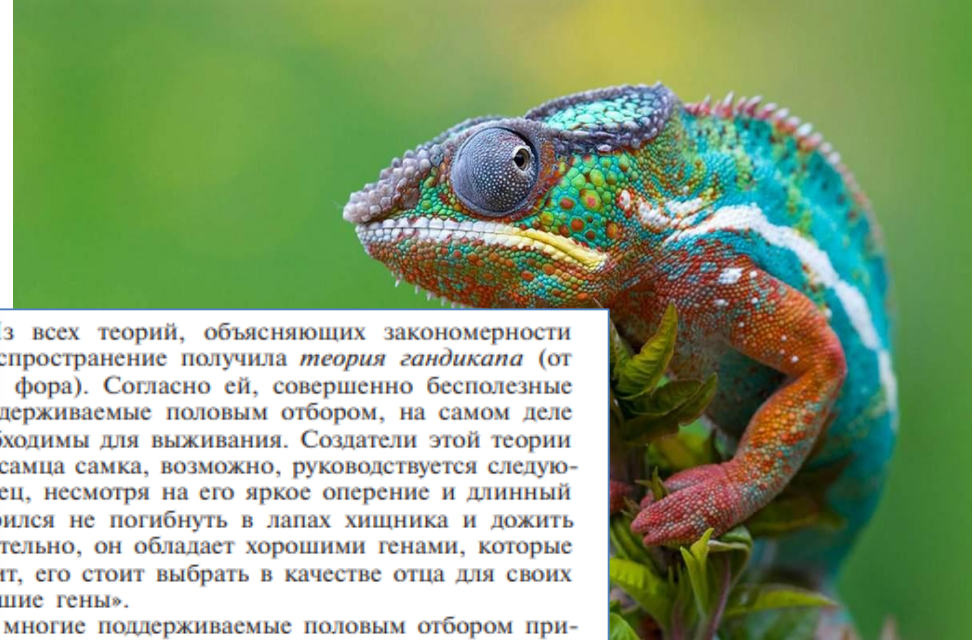 всех теорий, объясняющих закономерности
спространение получила теория гандикапа (от
фора). Согласно ей, совершенно бесполезные
держиваемые половым отбором, на самом деле
бходимы для выживания. Создатели этой теории
самца самка, возможно, руководствуется следую-
ец, несмотря на его яркое оперение и длинный
рился не погибнуть в лапах хищника и дожить
тельно, он обладает хорошими генами, которые
ит, его стоит выбрать в качестве отца для своих
шие гены».
многие поддерживаемые половым отбором при-